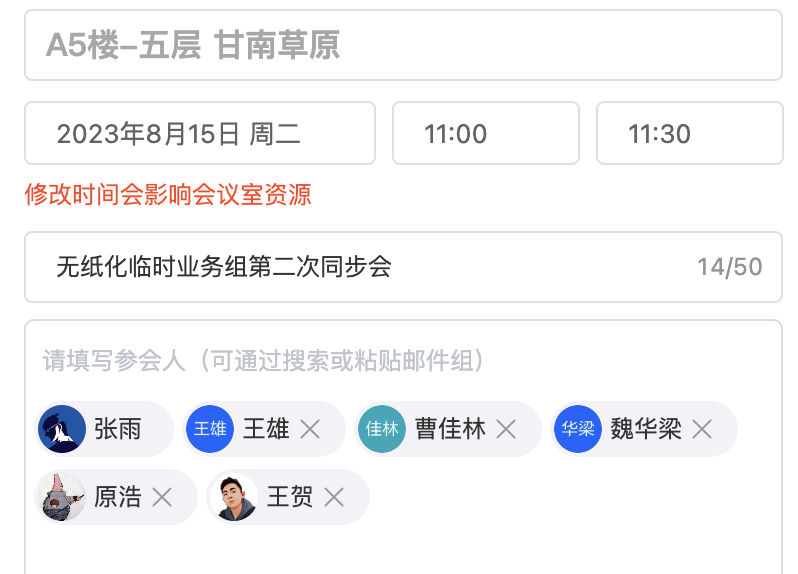 A5楼-五层 甘南草原
2023年8月15日 周二 11:00 11:30
修改时间会影响会议室资源
无纸化临时业务组第二次同步会 14/50
请填写参会人（可通过搜索或粘贴邮件组）
张雨 王雄 王雄 佳林 曹佳林 华梁 魏华梁
原浩 王贺